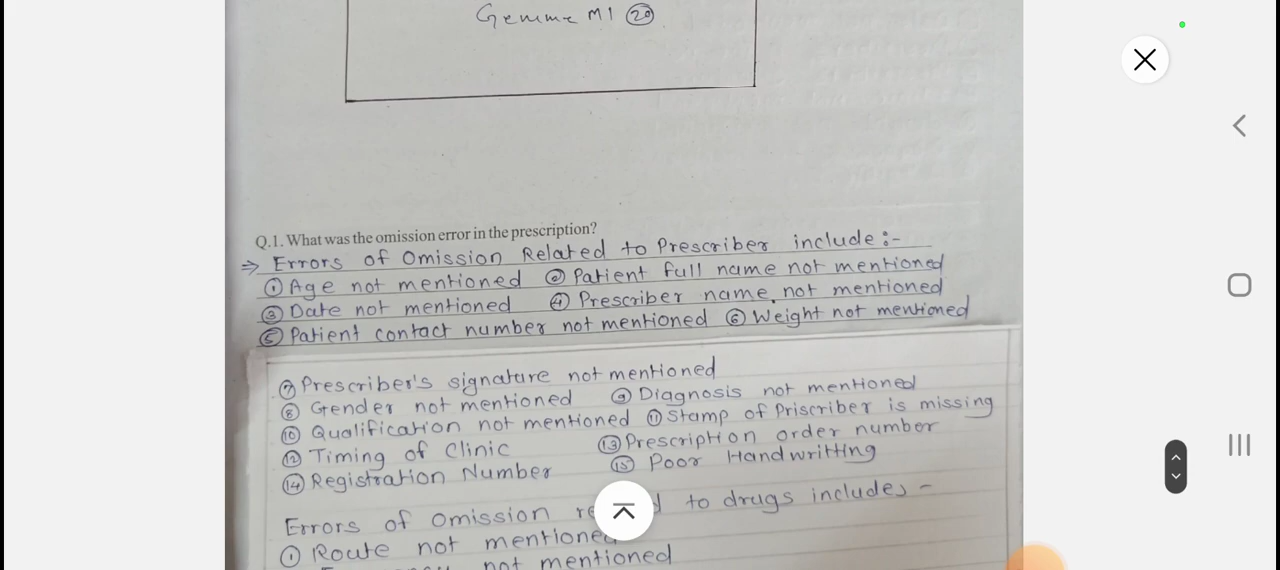 Gemme M1 20
Q.1. What was the omission error in the prescription?
⇒ Errors of Omission Related to Prescriber include :-
① Age not mentioned ② Patient full name not mentioned
③ Date not mentioned ④ Prescriber name not mentioned
⑤ Patient contact number not mentioned ⑥ Weight not mentioned
⑦ Prescriber's signature not mentioned
⑧ Gender not mentioned ⑨ Diagnosis not mentioned
⑩ Qualification not mentioned ⑪ Stamp of Priscriber is missing
⑫ Timing of Clinic ⑬ Prescription order number
⑭ Registration Number ⑮ Poor Handwritting
Errors of omission to drugs includes -
① Route not mentioned
not mentioned